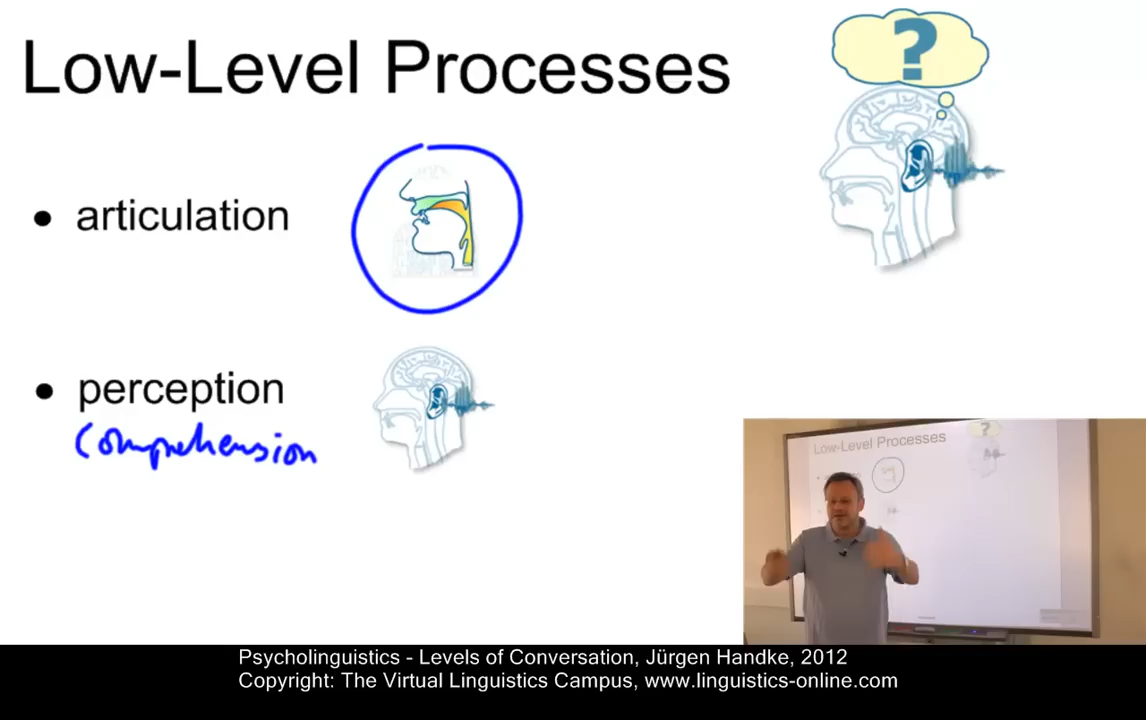 Low-Level Processes
?
• articulation
• perception
comprehension
Low-Level Processes
?
Psycholinguistics - Levels of Conversation, Jürgen Handke, 2012
Copyright: The Virtual Linguistics Campus, www.linguistics-online.com